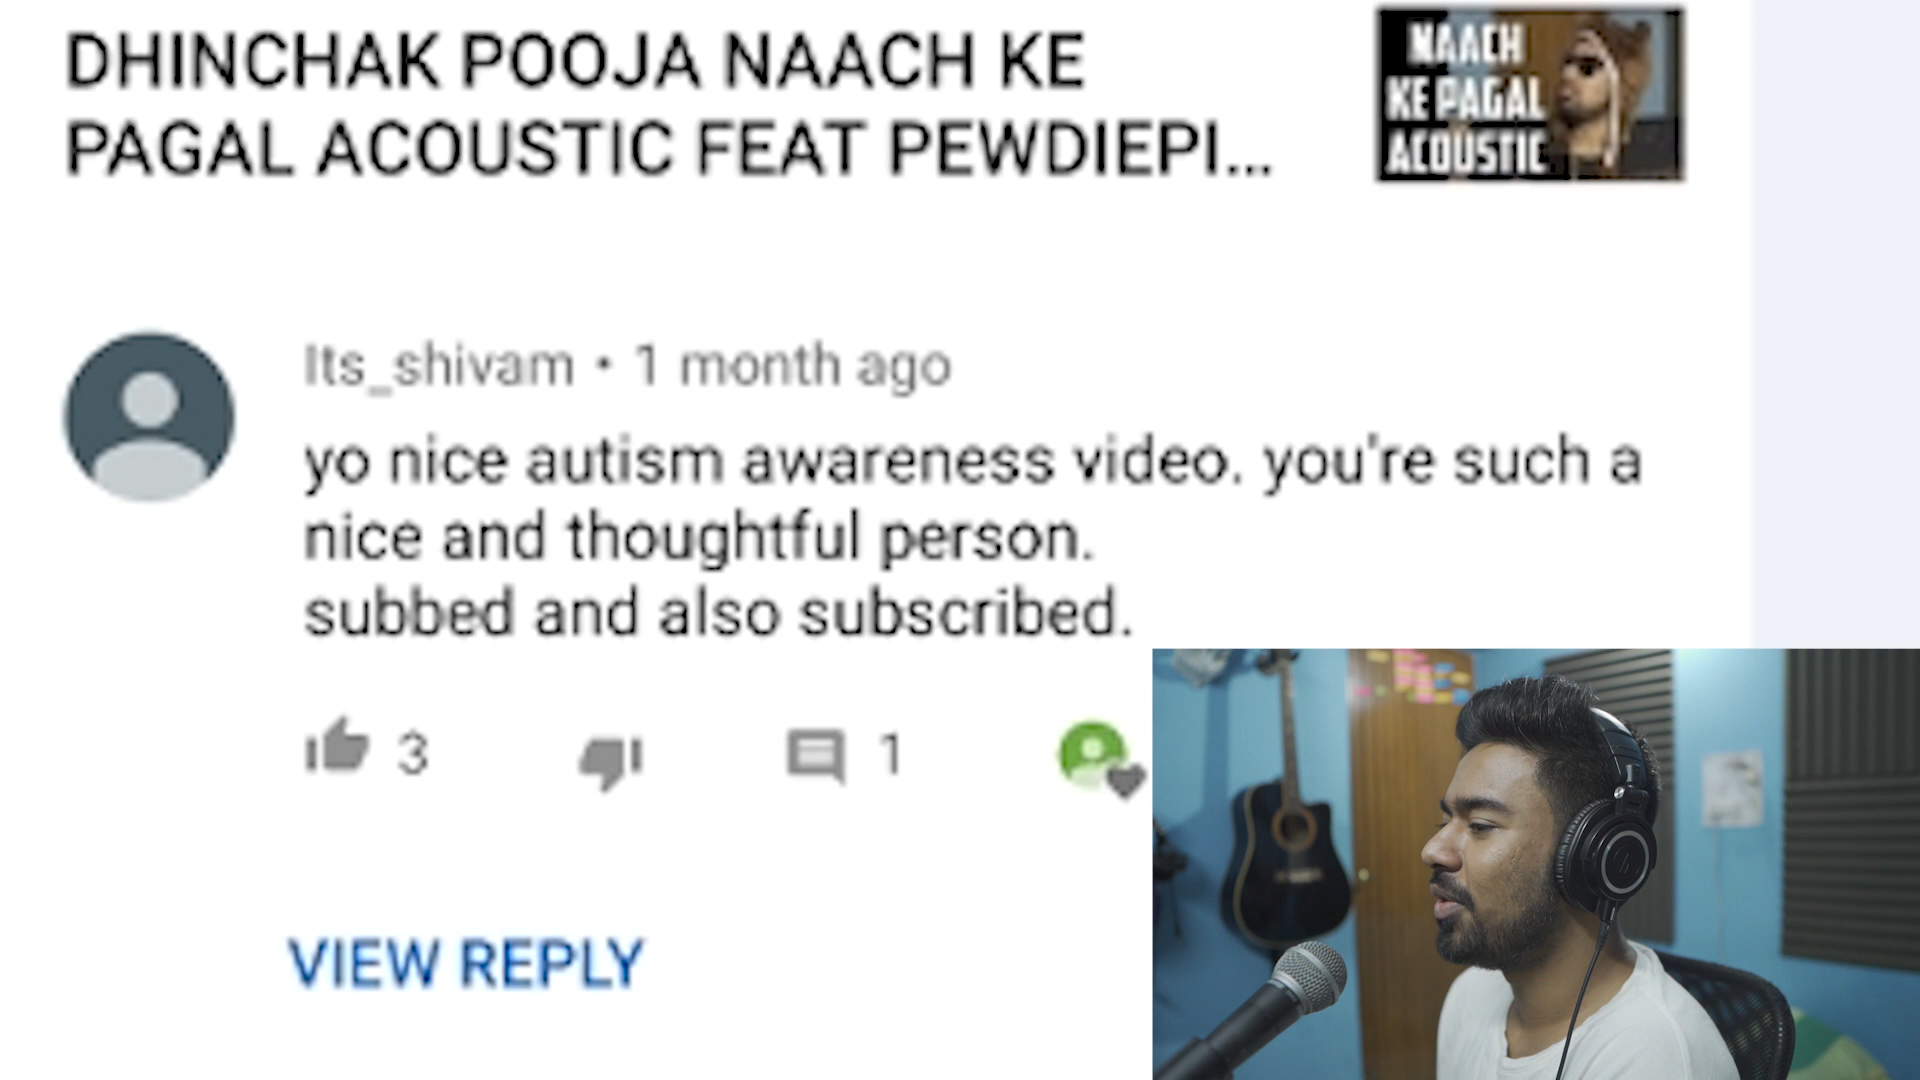 DHINCHAK POOJA NAACH KE
PAGAL ACOUSTIC FEAT PEWDIEPI...
NAACH
KE PAGAL
ACOUSTIC
Its_shivam • 1 month ago
yo nice autism awareness video. you're such a
nice and thoughtful person.
subbed and also subscribed.
3
1
VIEW REPLY